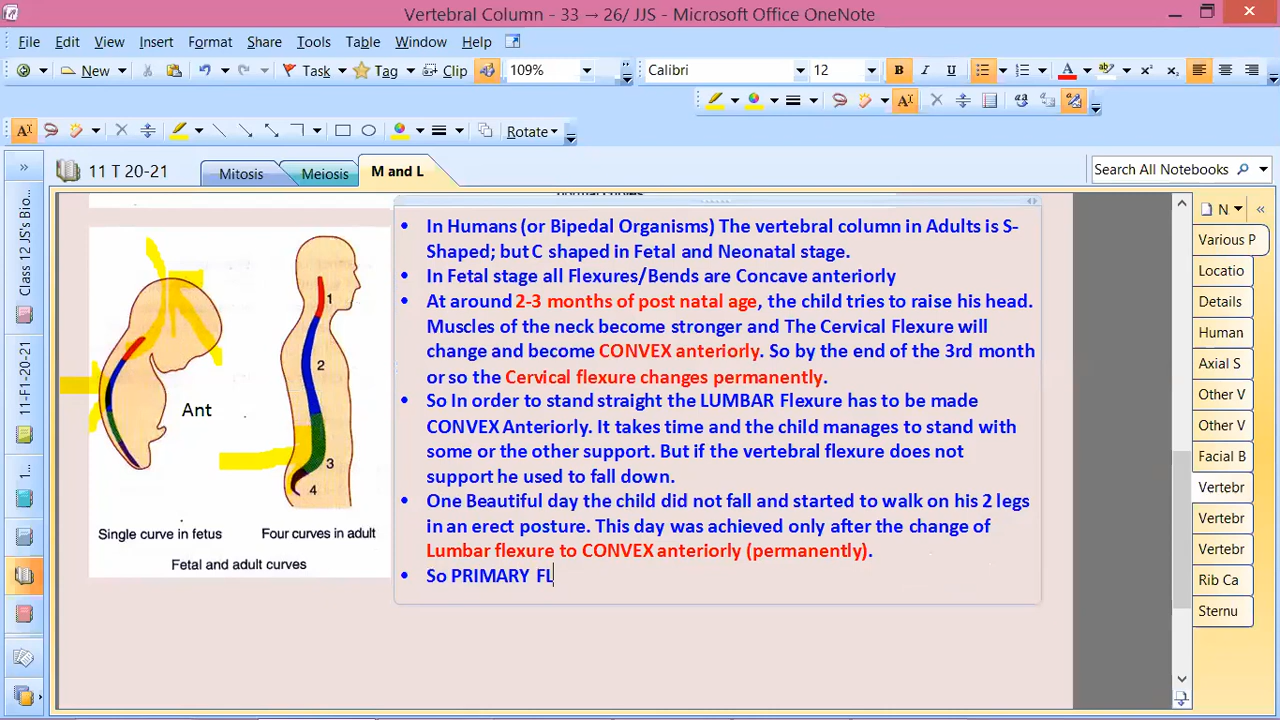 Vertebral Column - 33 → 26/ JJS - Microsoft Office OneNote
File Edit View Insert Format Share Tools Table Window Help
New Task Tag Clip 109% Calibri 12 B I U
Rotate
11 T 20-21 Mitosis Meiosis M and L Search All Notebooks
Class 12 JJS Bio...
11-F1-20-21
1...
N
Various P
Locatio
Details
Human
Axial S
Other V
Other V
Facial B
Vertebr
Vertebr
Vertebr
Rib Ca
Sternu
• In Humans (or Bipedal Organisms) The vertebral column in Adults is S-
Shaped; but C shaped in Fetal and Neonatal stage.
• In Fetal stage all Flexures/Bends are Concave anteriorly
• At around 2-3 months of post natal age, the child tries to raise his head.
Muscles of the neck become stronger and The Cervical Flexure will
change and become CONVEX anteriorly. So by the end of the 3rd month
or so the Cervical flexure changes permanently.
• So In order to stand straight the LUMBAR Flexure has to be made
CONVEX Anteriorly. It takes time and the child manages to stand with
some or the other support. But if the vertebral flexure does not
support he used to fall down.
• One Beautiful day the child did not fall and started to walk on his 2 legs
in an erect posture. This day was achieved only after the change of
Lumbar flexure to CONVEX anteriorly (permanently).
• So PRIMARY FL
Ant
1
2
3
4
Single curve in fetus Four curves in adult
Fetal and adult curves